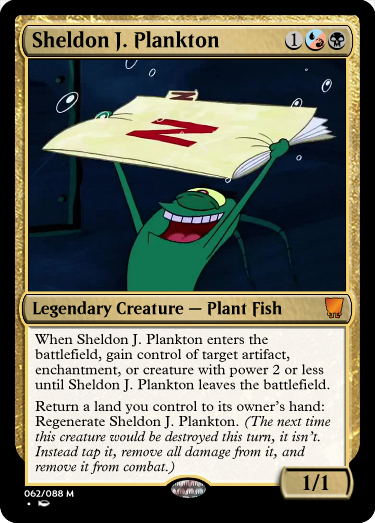 Sheldon J. Plankton
1
N
N
Legendary Creature — Plant Fish
When Sheldon J. Plankton enters the
battlefield, gain control of target artifact,
enchantment, or creature with power 2 or less
until Sheldon J. Plankton leaves the battlefield.
Return a land you control to its owner's hand:
Regenerate Sheldon J. Plankton. (The next time
this creature would be destroyed this turn, it isn't.
Instead tap it, remove all damage from it, and
remove it from combat.)
1/1
062/088 M